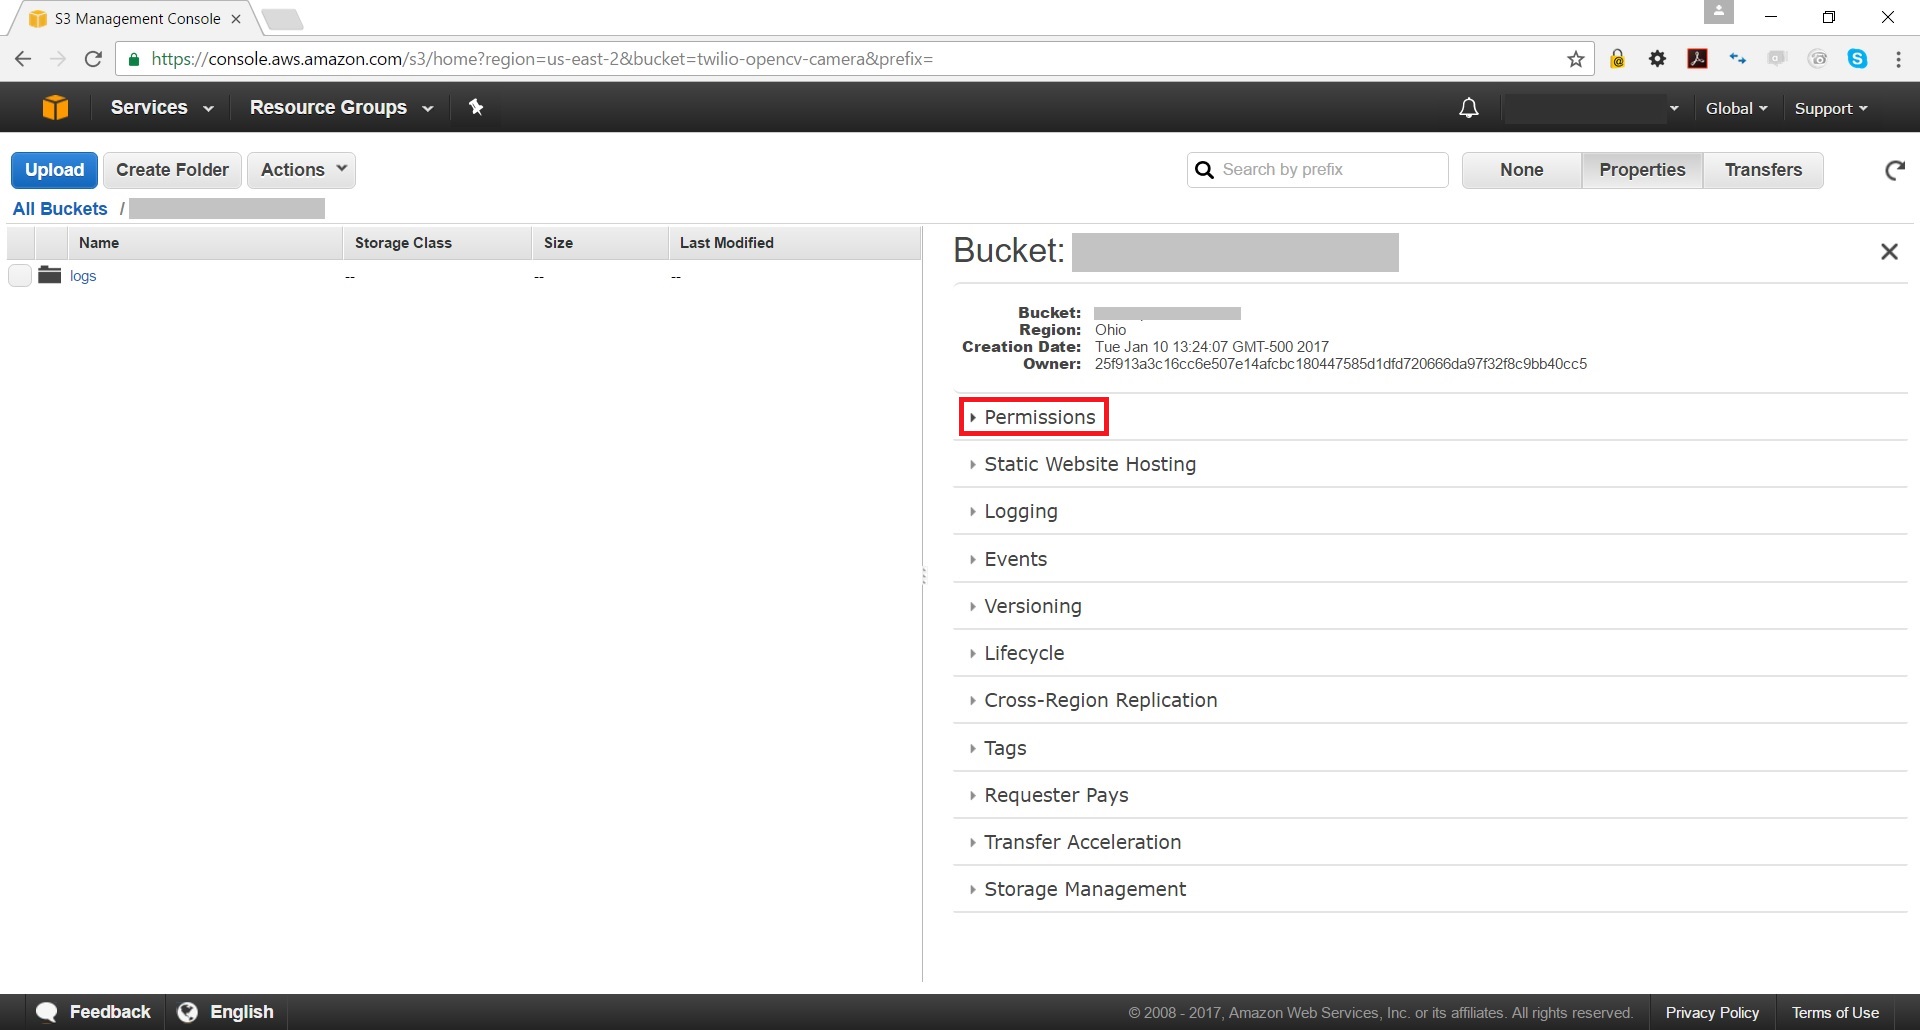 S3 Management Console
https://console.aws.amazon.com/s3/home?region=us-east-2&bucket=twilio-opencv-camera&prefix=
Services Resource Groups Global Support
Upload Create Folder Actions Search by prefix None Properties Transfers
All Buckets /
Name Storage Class Size Last Modified
logs -- -- --
Bucket:
Bucket:
Region: Ohio
Creation Date: Tue Jan 10 13:24:07 GMT-500 2017
Owner: 25f913a3c16cc6e507e14afcbc180447585d1dfd720666da97f32f8c9bb40cc5
Permissions
Static Website Hosting
Logging
Events
Versioning
Lifecycle
Cross-Region Replication
Tags
Requester Pays
Transfer Acceleration
Storage Management
Feedback English © 2008 - 2017, Amazon Web Services, Inc. or its affiliates. All rights reserved. Privacy Policy Terms of Use